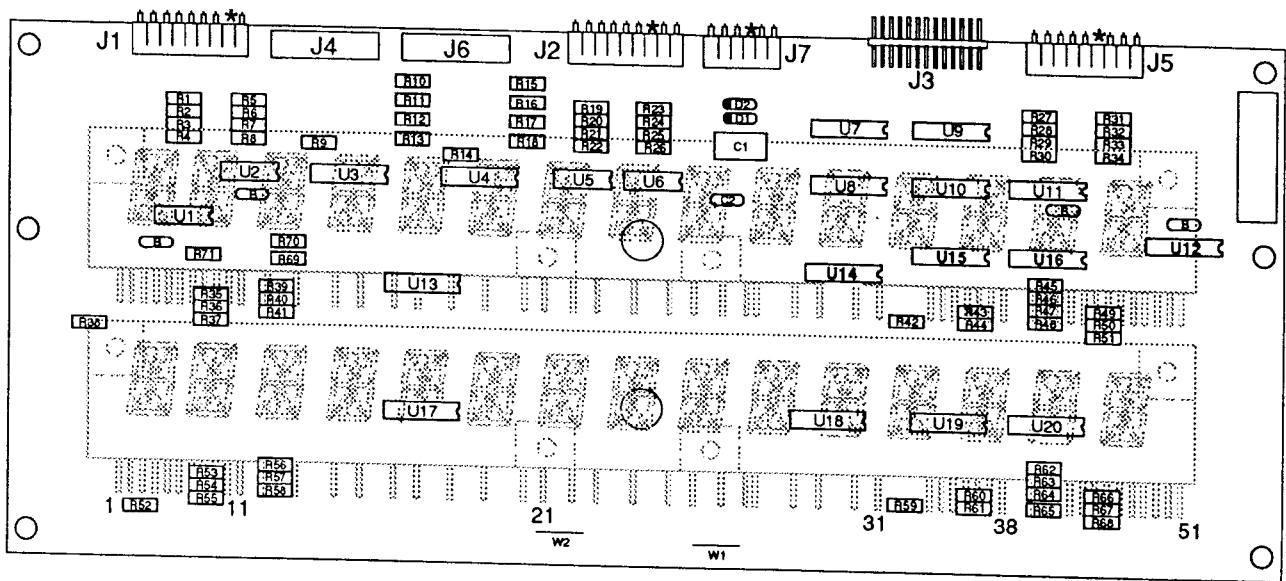 J1 * J4 J6 J2 * * J7 J3 * J5
R1 R5 R10 R15 R19 R23 D2 R27 R31
R2 R6 R11 R16 R20 R24 D1 U7 U9 R28 R32
R3 R7 R12 R17 R21 R25 R29 R33
R4 R8 R9 R13 R18 R22 R26 C1 R30 R34
R14
U2 U3 U4 U5 U6 U8 U10 U11
B C2 B
U1 B
B R70 U12
R71 R69 U15 U16
U13 U14
R35 R39 R45
R36 R40 R46
R37 R41 R43 R47 R49
R38 R42 R44 R48 R50
R51
U17 U18 U19 U20
R53 R56 R62
R54 R57 R63
R55 R58 R60 R64 R66
1 R52 11 R59 R61 R65 R67
21 31 38 R68 51
W2 W1